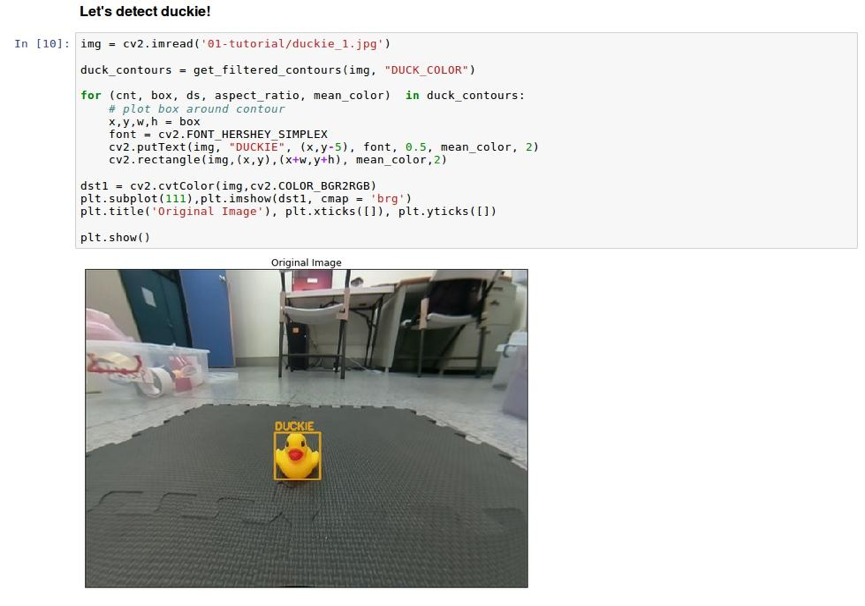 Let's detect duckie!
In [10]: img = cv2.imread('01-tutorial/duckie_1.jpg')
duck_contours = get_filtered_contours(img, "DUCK_COLOR")
for (cnt, box, ds, aspect_ratio, mean_color)  in duck_contours:
    # plot box around contour
    x,y,w,h = box
    font = cv2.FONT_HERSHEY_SIMPLEX
    cv2.putText(img, "DUCKIE", (x,y-5), font, 0.5, mean_color, 2)
    cv2.rectangle(img,(x,y),(x+w,y+h), mean_color,2)
dst1 = cv2.cvtColor(img,cv2.COLOR_BGR2RGB)
plt.subplot(111),plt.imshow(dst1, cmap = 'brg')
plt.title('Original Image'), plt.xticks([]), plt.yticks([])
plt.show()
Original Image
DUCKIE